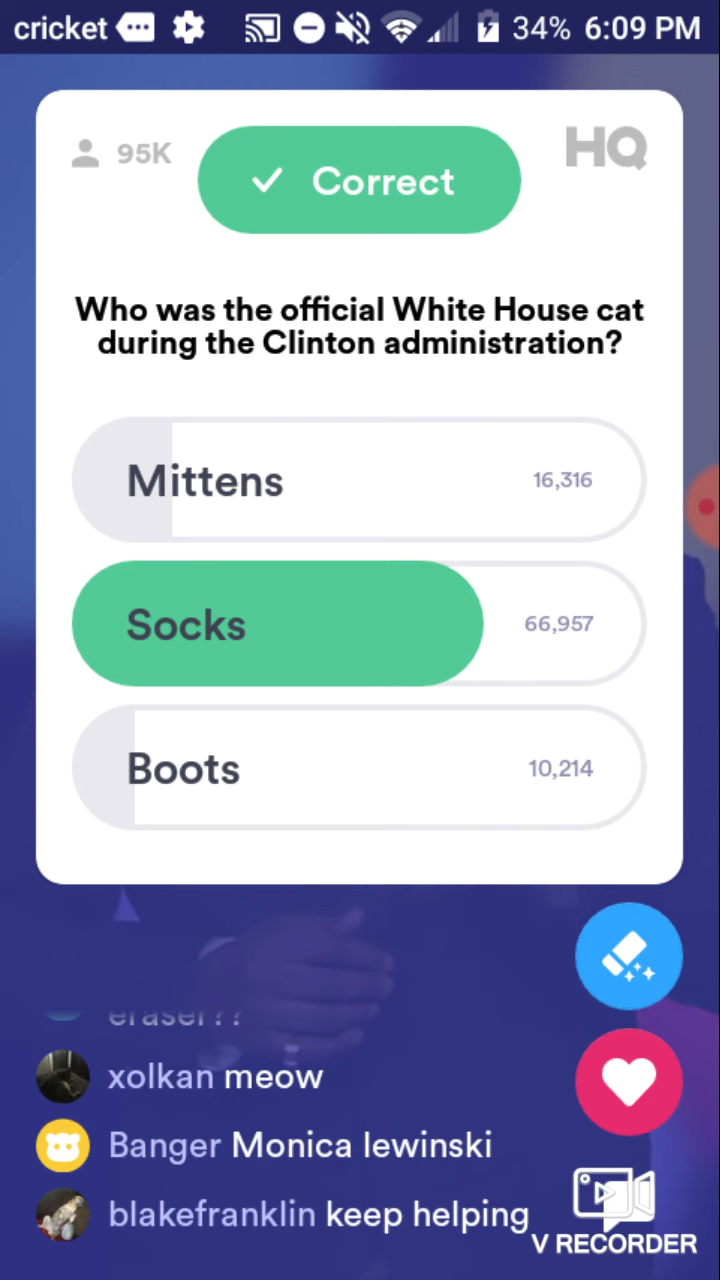 cricket 34% 6:09 PM
95K Correct HQ
Who was the official White House cat
during the Clinton administration?
Mittens 16,316
Socks 66,957
Boots 10,214
eraser??
xolkan meow
Banger Monica lewinski
blakefranklin keep helping
V RECORDER